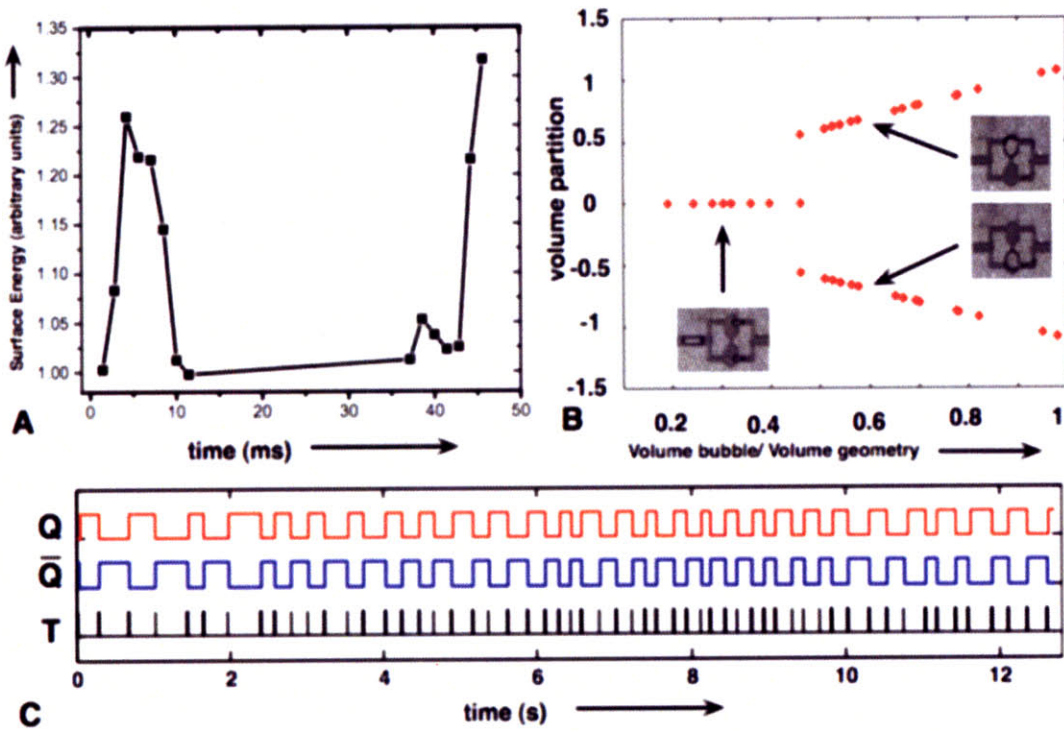 1.35
1.30
1.25
1.20
1.15
1.10
1.05
1.00
Surface Energy (arbitrary units)
0 10 20 30 40 50
A
time (ms)
1.5
1
0.5
0
-0.5
-1
-1.5
volume partition
0.2 0.4 0.6 0.8 1
B
Volume bubble/ Volume geometry
Q
Q̅
T
0 2 4 6 8 10 12
C
time (s)